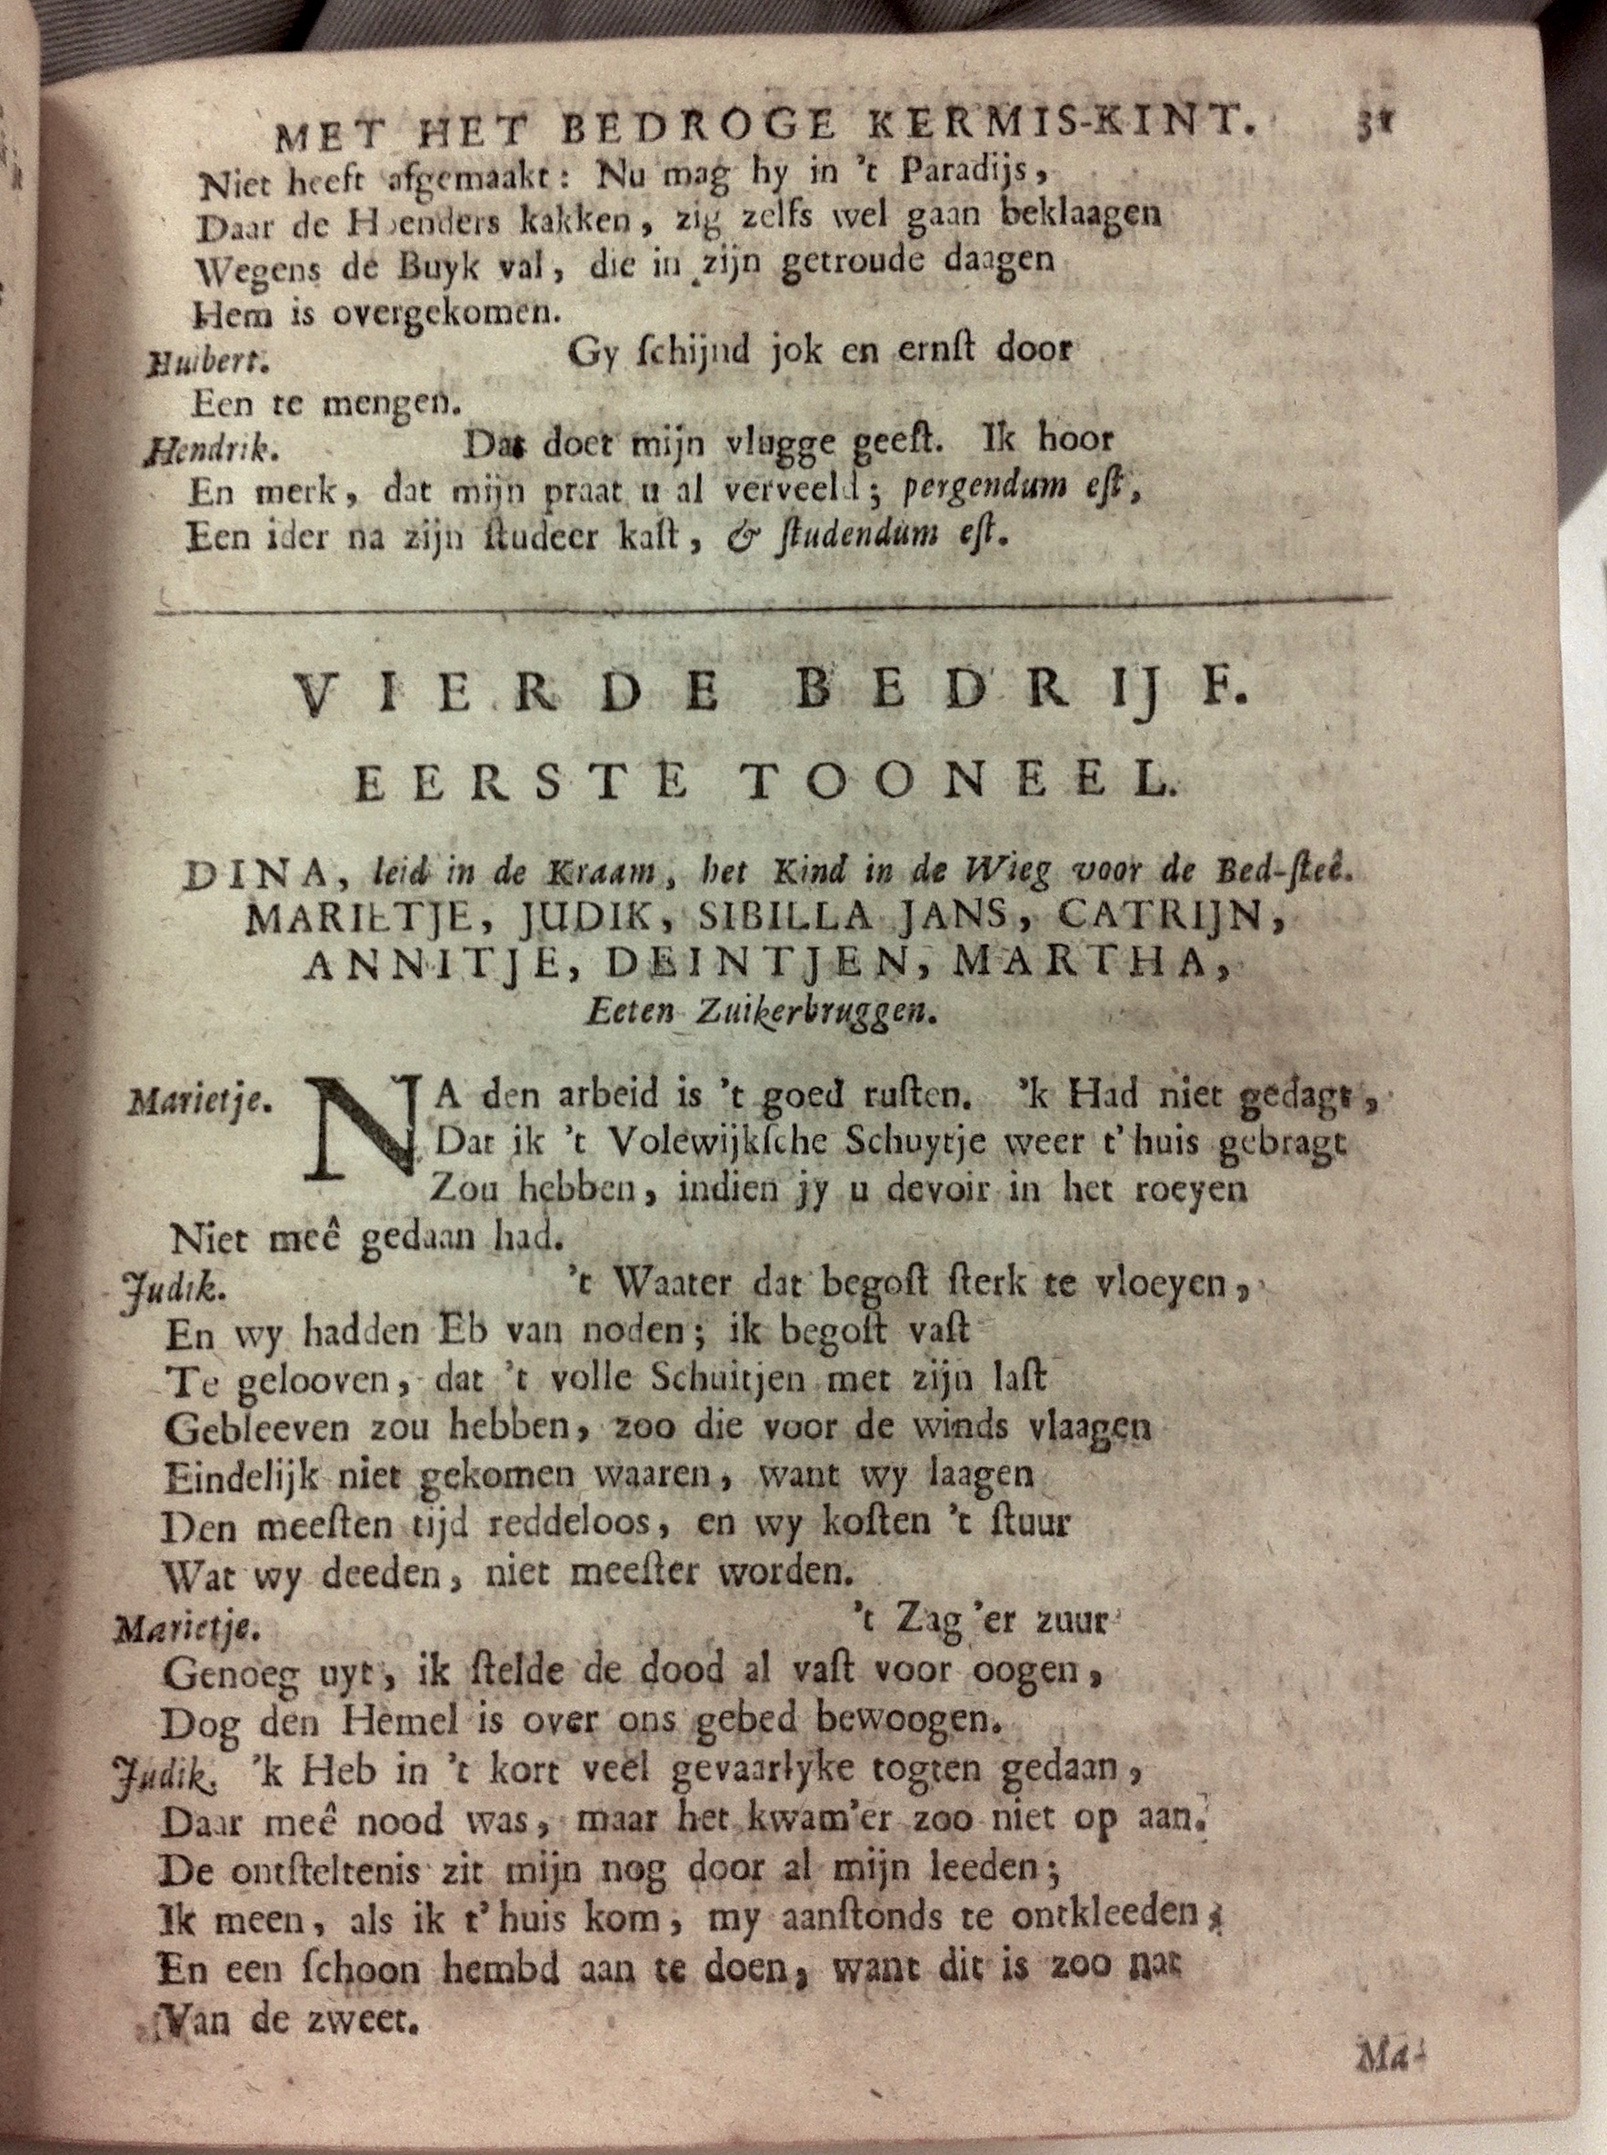 MET HET BEDROGE KERMIS-KINT. 31
Niet heeft afgemaakt: Nu mag hy in 't Paradijs,
Daar de Hoenders kakken, zig zelfs wel gaan beklaagen
Wegens de Buyk val, die in zijn getroude daagen
Hem is overgekomen.
Huibert. Gy ſchijnd jok en ernſt door
Een te mengen.
Hendrik. Dat doet mijn vlugge geeſt. Ik hoor
En merk, dat mijn praat u al verveeld; pergendum eſt,
Een ider na zijn ſtudeer kaſt, & ſtudendum eſt.
VIERDE BEDRIJF.
EERSTE TOONEEL.
DINA, leid in de Kraam, het Kind in de Wieg voor de Bed-ſteê.
MARIETJE, JUDIK, SIBILLA JANS, CATRIJN,
ANNITJE, DEINTJEN, MARTHA,
Eeten Zuikerbruggen.
Marietje. NA den arbeid is 't goed ruſten. 'k Had niet gedagt,
Dat ik 't Volewijkſche Schuytje weer t'huis gebragt
Zou hebben, indien jy u devoir in het roeyen
Niet meê gedaan had.
Judik. 't Waater dat begoſt ſterk te vloeyen,
En wy hadden Eb van noden; ik begoſt vaſt
Te gelooven, dat 't volle Schuitjen met zijn laſt
Gebleeven zou hebben, zoo die voor de winds vlaagen
Eindelijk niet gekomen waaren, want wy laagen
Den meeſten tijd reddeloos, en wy koſten 't ſtuur
Wat wy deeden, niet meeſter worden.
Marietje. 't Zag 'er zuur
Genoeg uyt, ik ſtelde de dood al vaſt voor oogen,
Dog den Hemel is over ons gebed bewoogen.
Judik. 'k Heb in 't kort veel gevaarlyke togten gedaan,
Daar meê nood was, maar het kwam'er zoo niet op aan.
De ontſteltenis zit mijn nog door al mijn leeden;
Ik meen, als ik t'huis kom, my aanſtonds te ontkleeden;
En een ſchoon hembd aan te doen, want dit is zoo nat
Van de zweet.
Ma-